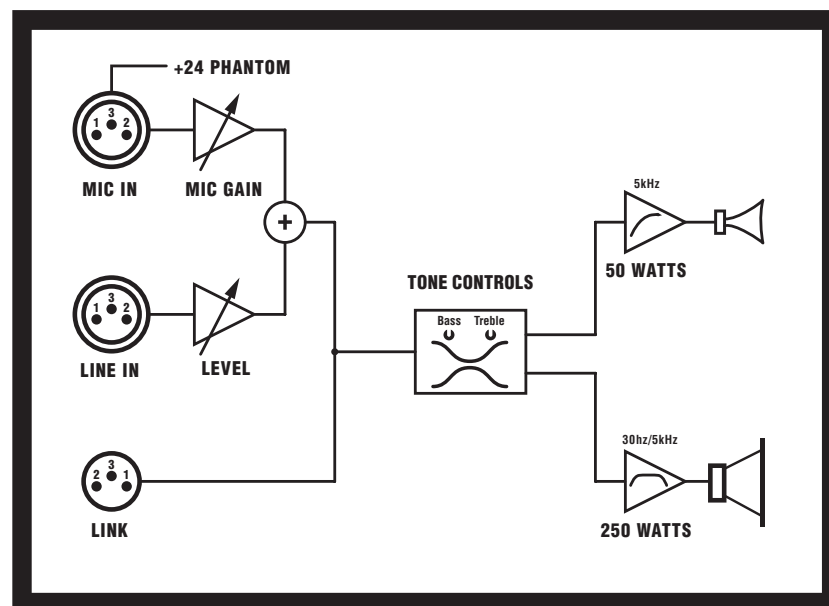 +24 PHANTOM
1 3 2
MIC IN
MIC GAIN
+
1 3 2
LINE IN
LEVEL
2 3 1
LINK
TONE CONTROLS
Bass Treble
5kHz
50 WATTS
30hz/5kHz
250 WATTS